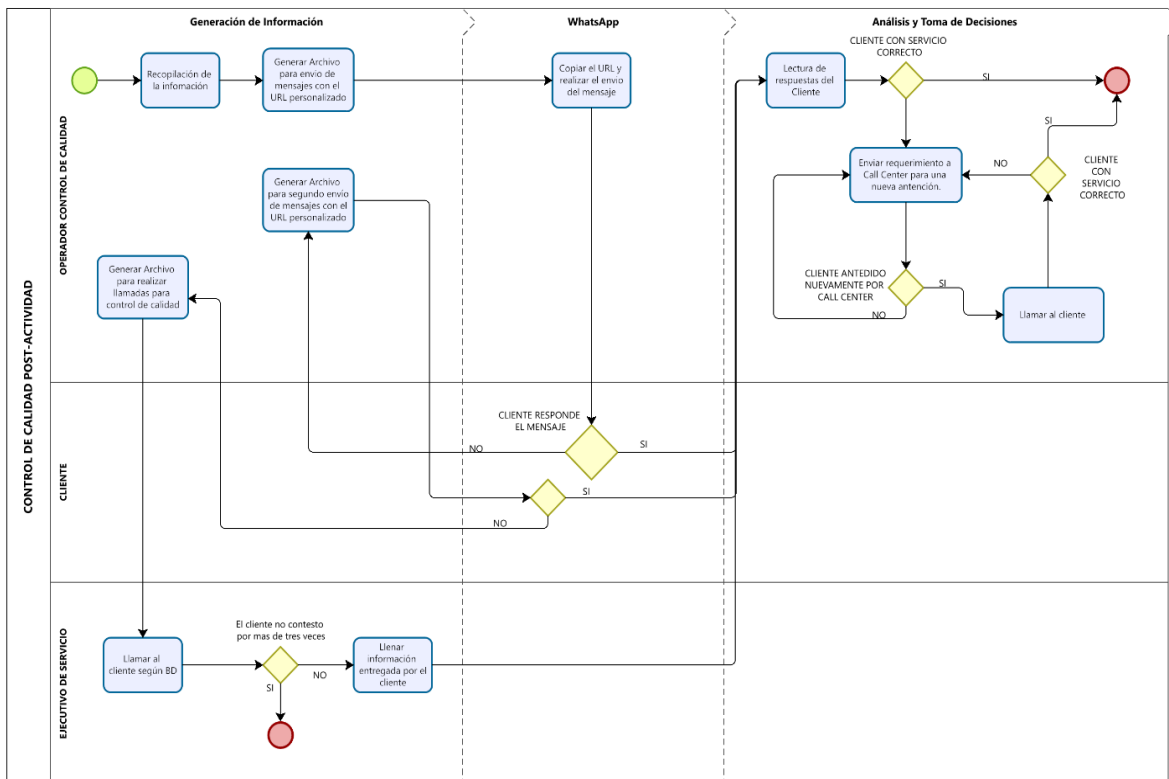 Generación de Información
WhatsApp
Análisis y Toma de Decisiones
CONTROL DE CALIDAD POST-ACTIVIDAD
OPERADOR CONTROL DE CALIDAD
Recopilación de
la infomación
Generar Archivo
para envio de
mensajes con el
URL personalizado
Copiar el URL y
realizar el envio
del mensaje
Lectura de
respuestas del
Cliente
CLIENTE CON SERVICIO
CORRECTO
SI
SI
Generar Archivo
para segundo envío
de mensajes con el
URL personalizado
Enviar requerimiento a
Call Center para una
nueva antención.
NO
CLIENTE
CON
SERVICIO
CORRECTO
Generar Archivo
para realizar
llamadas para
control de calidad
CLIENTE ANTEDIDO
NUEVAMENTE POR
CALL CENTER
SI
NO
Llamar al cliente
CLIENTE
CLIENTE RESPONDE
EL MENSAJE
NO
SI
SI
NO
EJECUTIVO DE SERVICIO
Llamar al
cliente según BD
El cliente no contesto
por mas de tres veces
NO
SI
Llenar
información
entregada por el
cliente